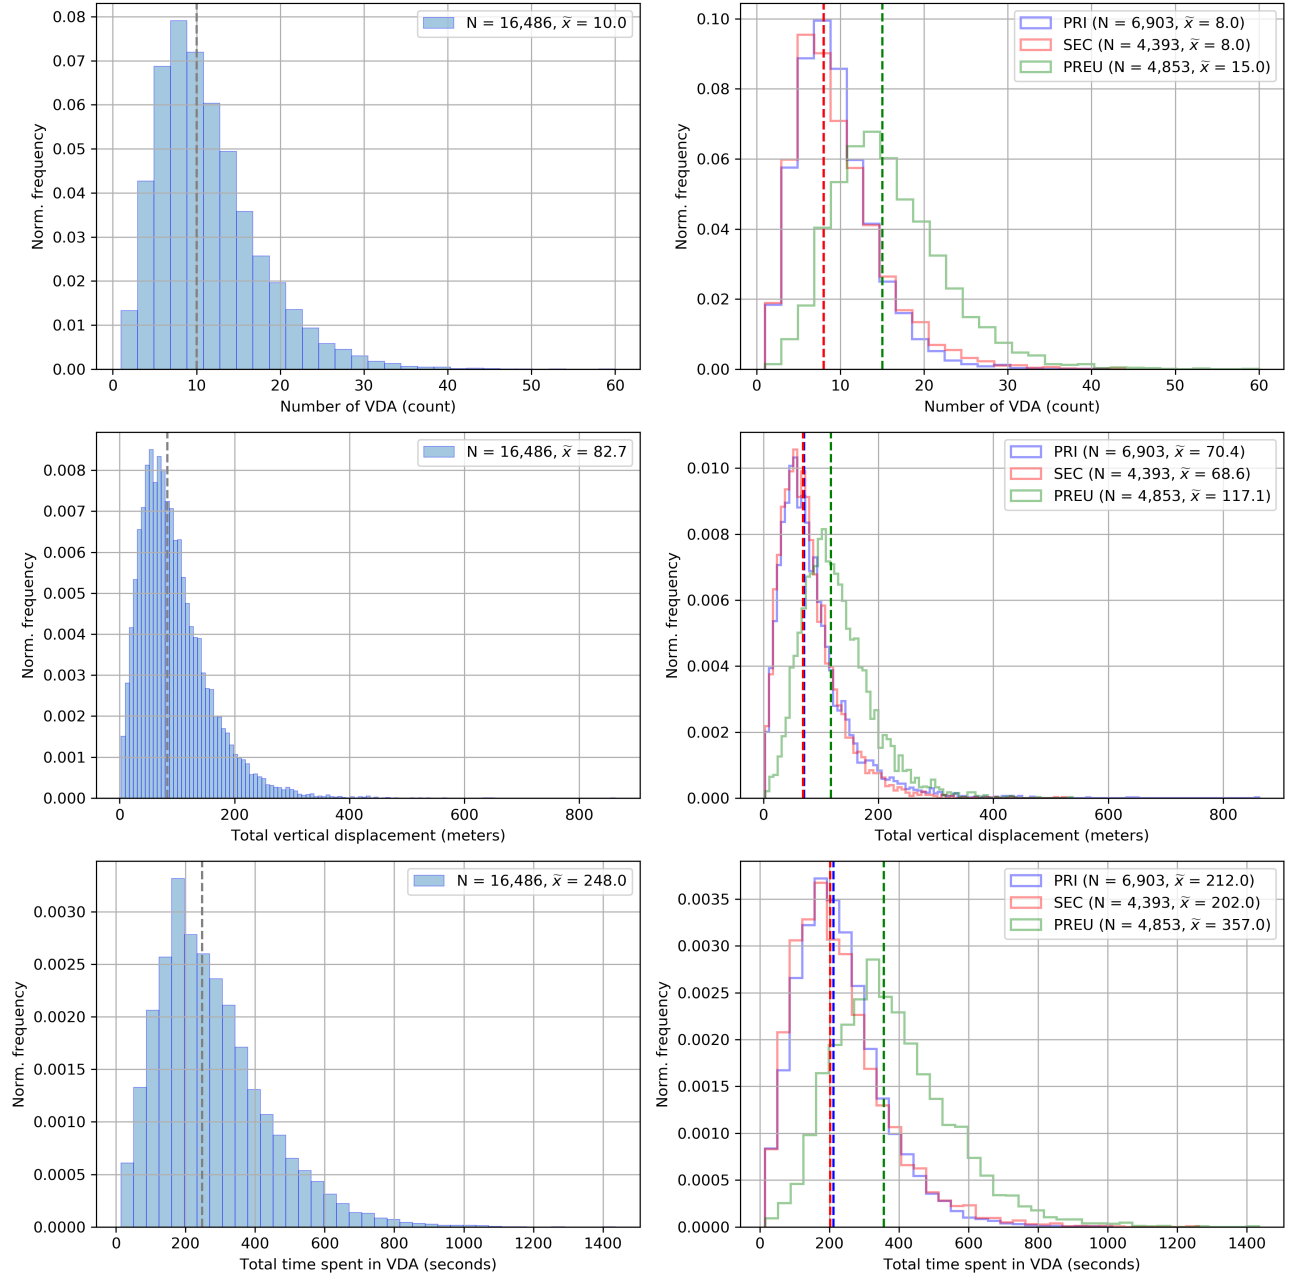 N = 16,486, x̃ = 10.0
0.08
0.07
0.06
0.05
0.04
0.03
0.02
0.01
0.00
Norm. frequency
0 10 20 30 40 50 60
Number of VDA (count)
PRI (N = 6,903, x̃ = 8.0)
SEC (N = 4,393, x̃ = 8.0)
PREU (N = 4,853, x̃ = 15.0)
0.10
0.08
0.06
0.04
0.02
0.00
Norm. frequency
0 10 20 30 40 50 60
Number of VDA (count)
N = 16,486, x̃ = 82.7
0.008
0.007
0.006
0.005
0.004
0.003
0.002
0.001
0.000
Norm. frequency
0 200 400 600 800
Total vertical displacement (meters)
PRI (N = 6,903, x̃ = 70.4)
SEC (N = 4,393, x̃ = 68.6)
PREU (N = 4,853, x̃ = 117.1)
0.010
0.008
0.006
0.004
0.002
0.000
Norm. frequency
0 200 400 600 800
Total vertical displacement (meters)
N = 16,486, x̃ = 248.0
0.0030
0.0025
0.0020
0.0015
0.0010
0.0005
0.0000
Norm. frequency
0 200 400 600 800 1000 1200 1400
Total time spent in VDA (seconds)
PRI (N = 6,903, x̃ = 212.0)
SEC (N = 4,393, x̃ = 202.0)
PREU (N = 4,853, x̃ = 357.0)
0.0035
0.0030
0.0025
0.0020
0.0015
0.0010
0.0005
0.0000
Norm. frequency
0 200 400 600 800 1000 1200 1400
Total time spent in VDA (seconds)